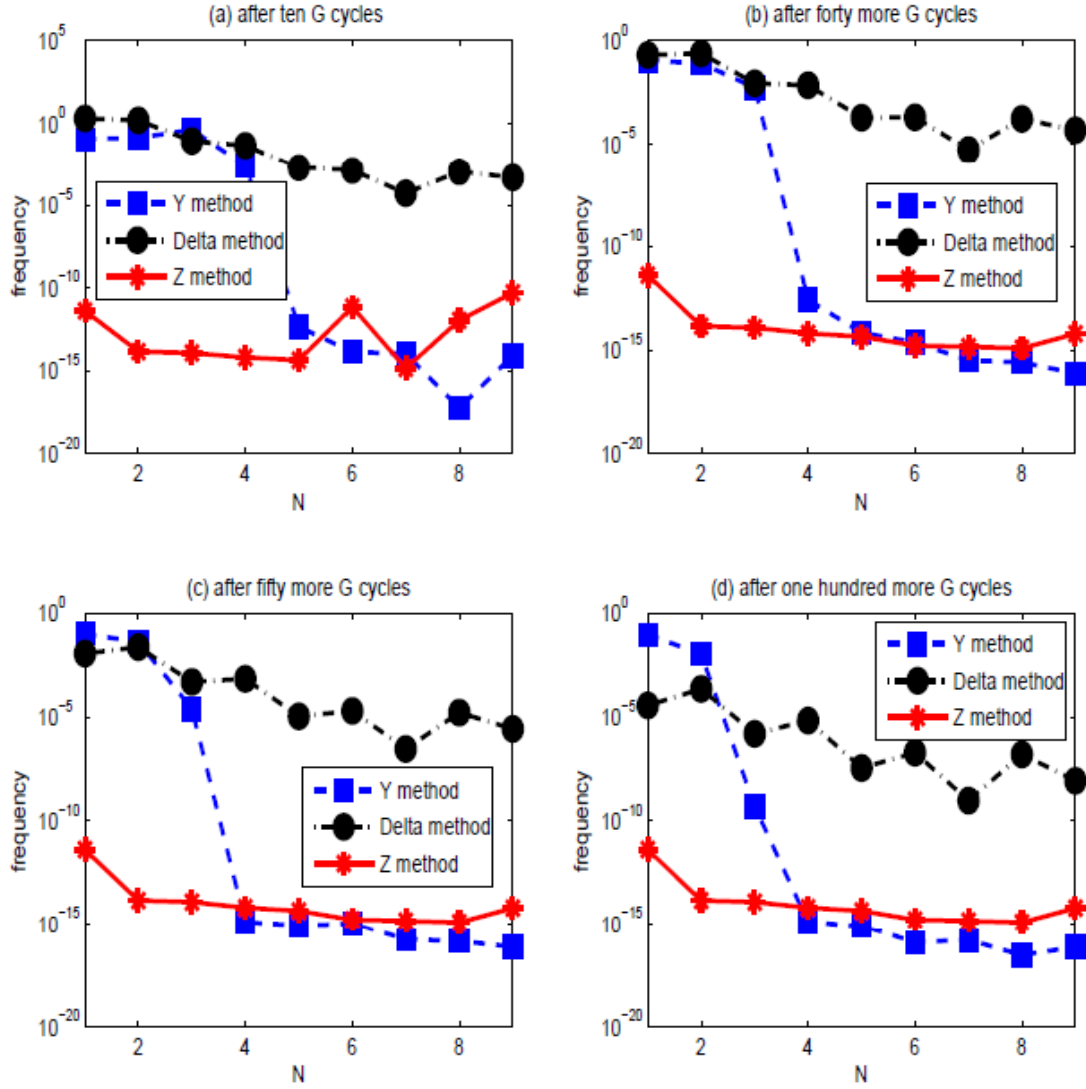 (a) after ten G cycles
10^5
10^0
10^-5
10^-10
10^-15
10^-20
frequency
Y method
Delta method
Z method
2 4 6 8
N
(b) after forty more G cycles
10^0
10^-5
10^-10
10^-15
10^-20
frequency
Y method
Delta method
Z method
2 4 6 8
N
(c) after fifty more G cycles
10^0
10^-5
10^-10
10^-15
10^-20
frequency
Y method
Delta method
Z method
2 4 6 8
N
(d) after one hundred more G cycles
10^0
10^-5
10^-10
10^-15
10^-20
frequency
Y method
Delta method
Z method
2 4 6 8
N